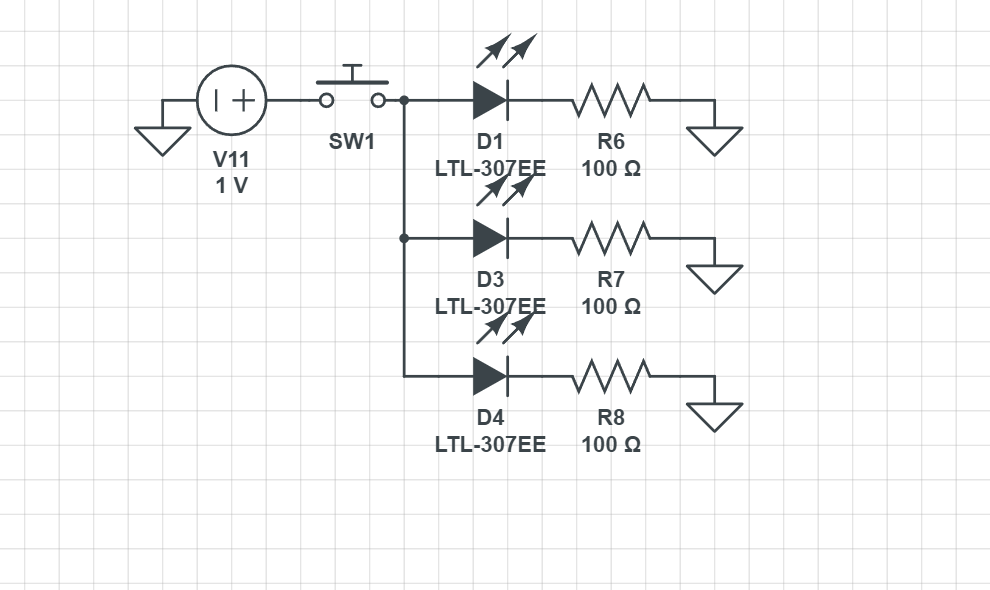 V11
1 V
SW1
D1
LTL-307EE
R6
100 Ω
D3
LTL-307EE
R7
100 Ω
D4
LTL-307EE
R8
100 Ω